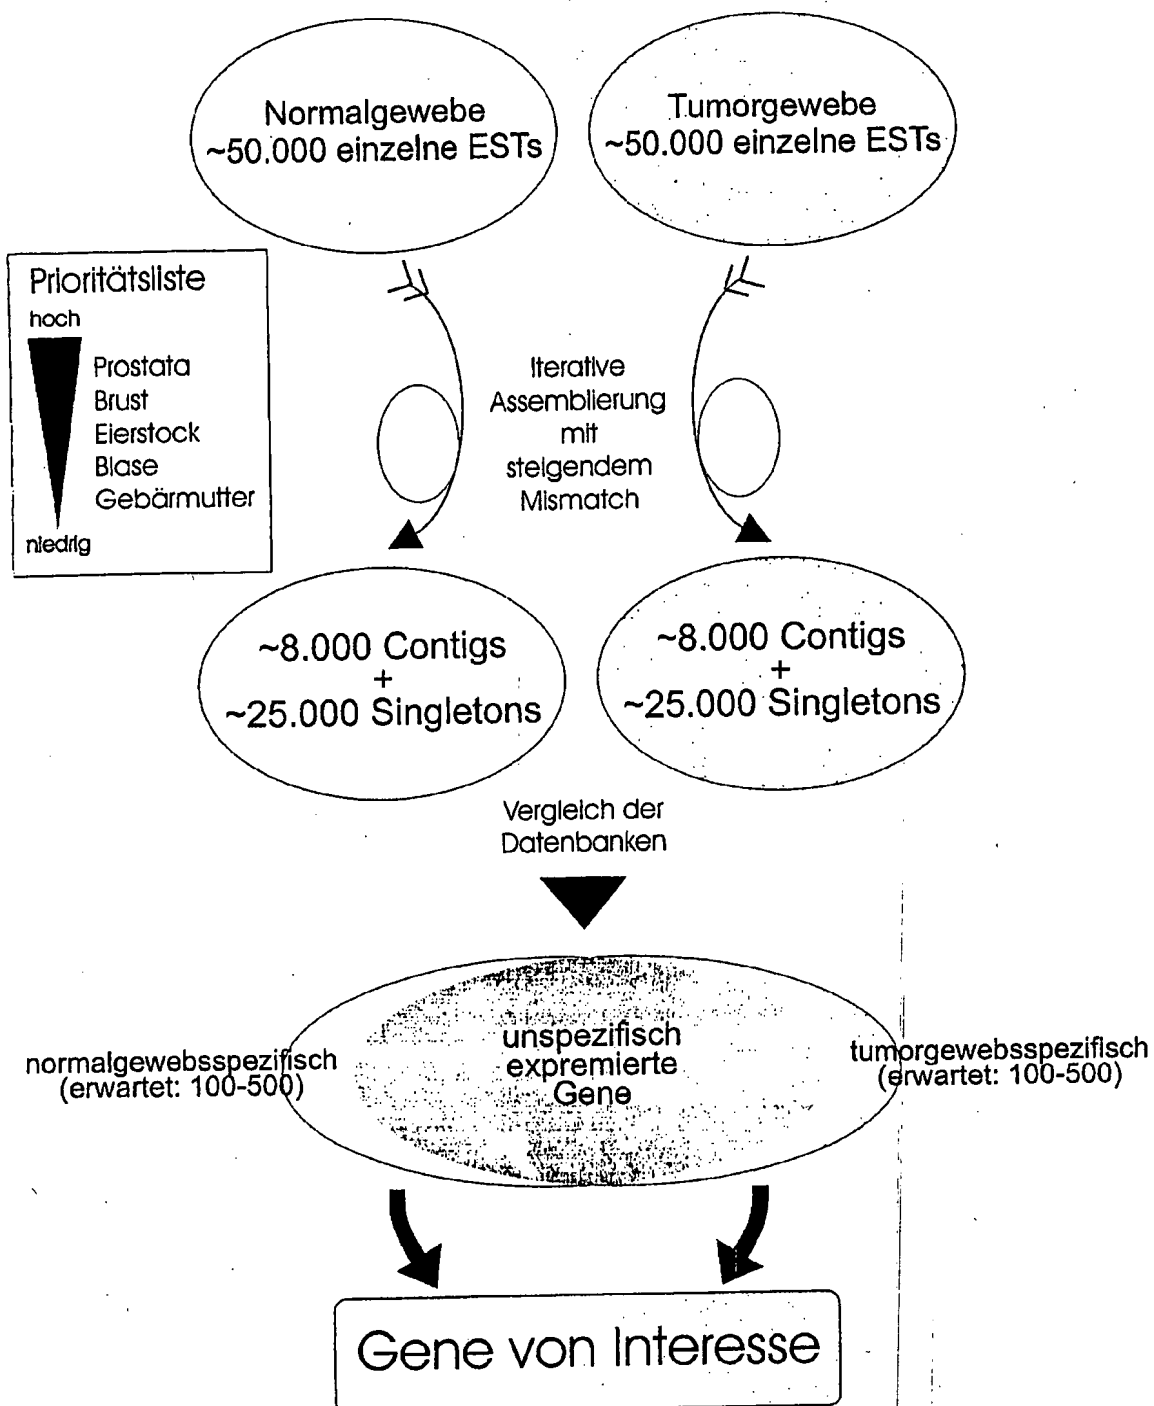 Normalgewebe
~50.000 einzelne ESTs
Tumorgewebe
~50.000 einzelne ESTs
Prioritätsliste
hoch
Prostata
Brust
Eierstock
Blase
Gebärmutter
niedrig
Iterative
Assemblierung
mit
steigendem
Mismatch
~8.000 Contigs
+
~25.000 Singletons
~8.000 Contigs
+
~25.000 Singletons
Vergleich der
Datenbanken
normalgewebsspezifisch
(erwartet: 100-500)
unspezifisch
expremierte
Gene
tumorgewebsspezifisch
(erwartet: 100-500)
Gene von Interesse